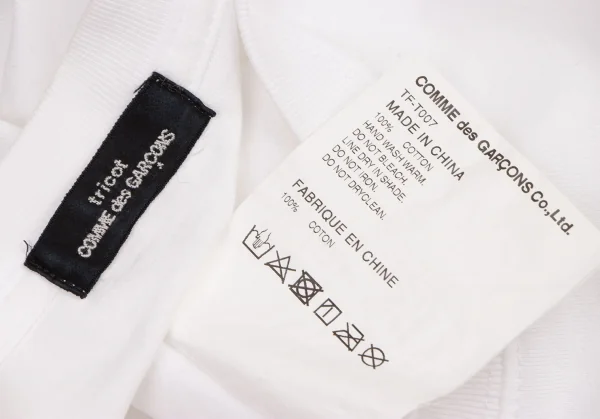 tricot
COMME des GARÇONS
COMME des GARÇONS Co.,Ltd.
TF-T007
MADE IN CHINA
100% COTTON
HAND WASH WARM.
DO NOT BLEACH.
LINE DRY IN SHADE.
DO NOT IRON.
DO NOT DRYCLEAN.
FABRIQUE EN CHINE
100% COTON